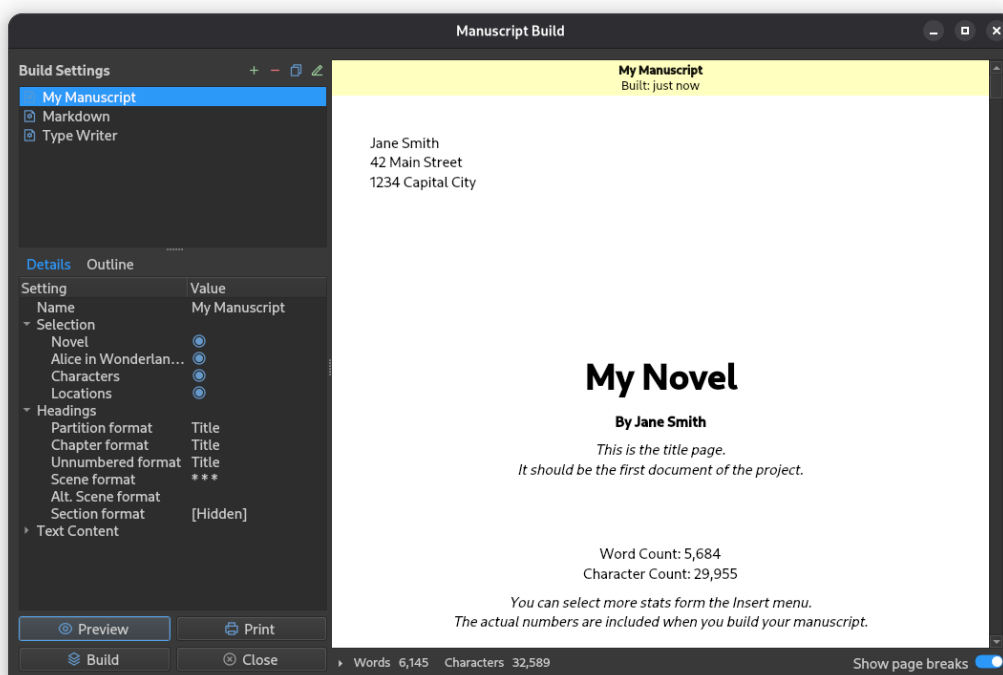 Manuscript Build
Build Settings
My Manuscript
Markdown
Type Writer
Details Outline
Setting Value
Name My Manuscript
Selection
Novel
Alice in Wonderlan...
Characters
Locations
Headings
Partition format Title
Chapter format Title
Unnumbered format Title
Scene format * * *
Alt. Scene format
Section format [Hidden]
Text Content
Preview Print
Build Close
My Manuscript
Built: just now
Jane Smith
42 Main Street
1234 Capital City
My Novel
By Jane Smith
This is the title page.
It should be the first document of the project.
Word Count: 5,684
Character Count: 29,955
You can select more stats form the Insert menu.
The actual numbers are included when you build your manuscript.
Words 6,145 Characters 32,589
Show page breaks